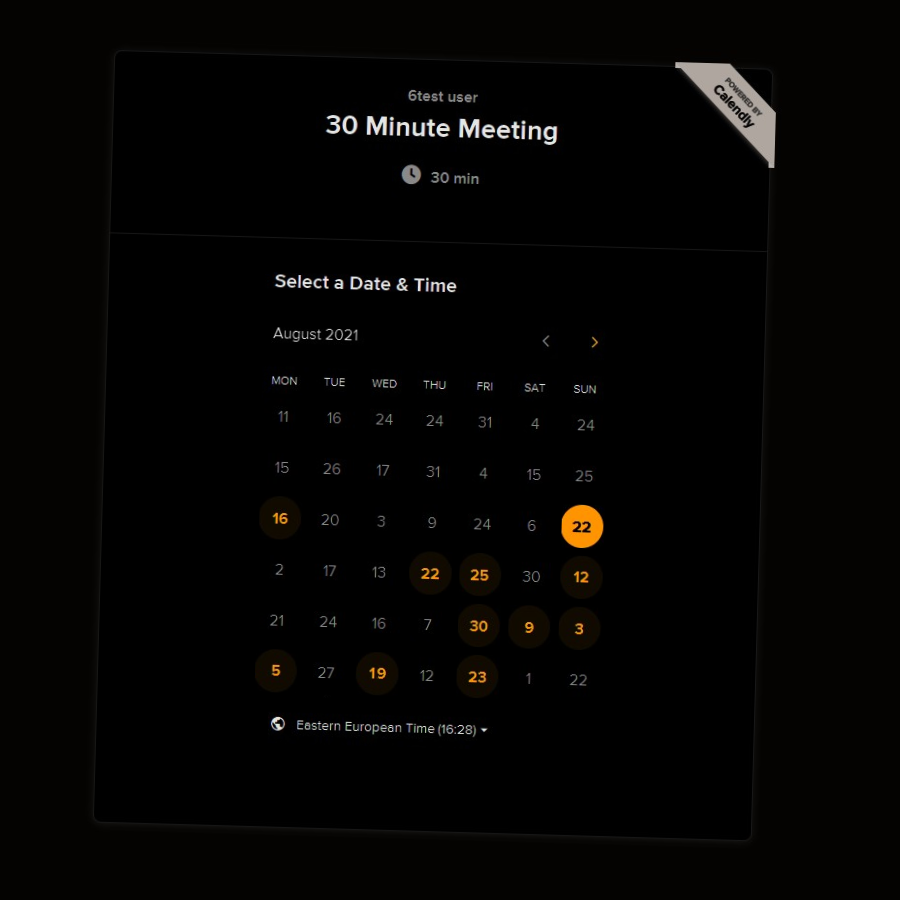 6test user
30 Minute Meeting
30 min
POWERED BY
Calendly
Select a Date & Time
August 2021
MON TUE WED THU FRI SAT SUN
11 16 24 24 31 4 24
15 26 17 31 4 15 25
16 20 3 9 24 6 22
2 17 13 22 25 30 12
21 24 16 7 30 9 3
5 27 19 12 23 1 22
Eastern European Time (16:28)